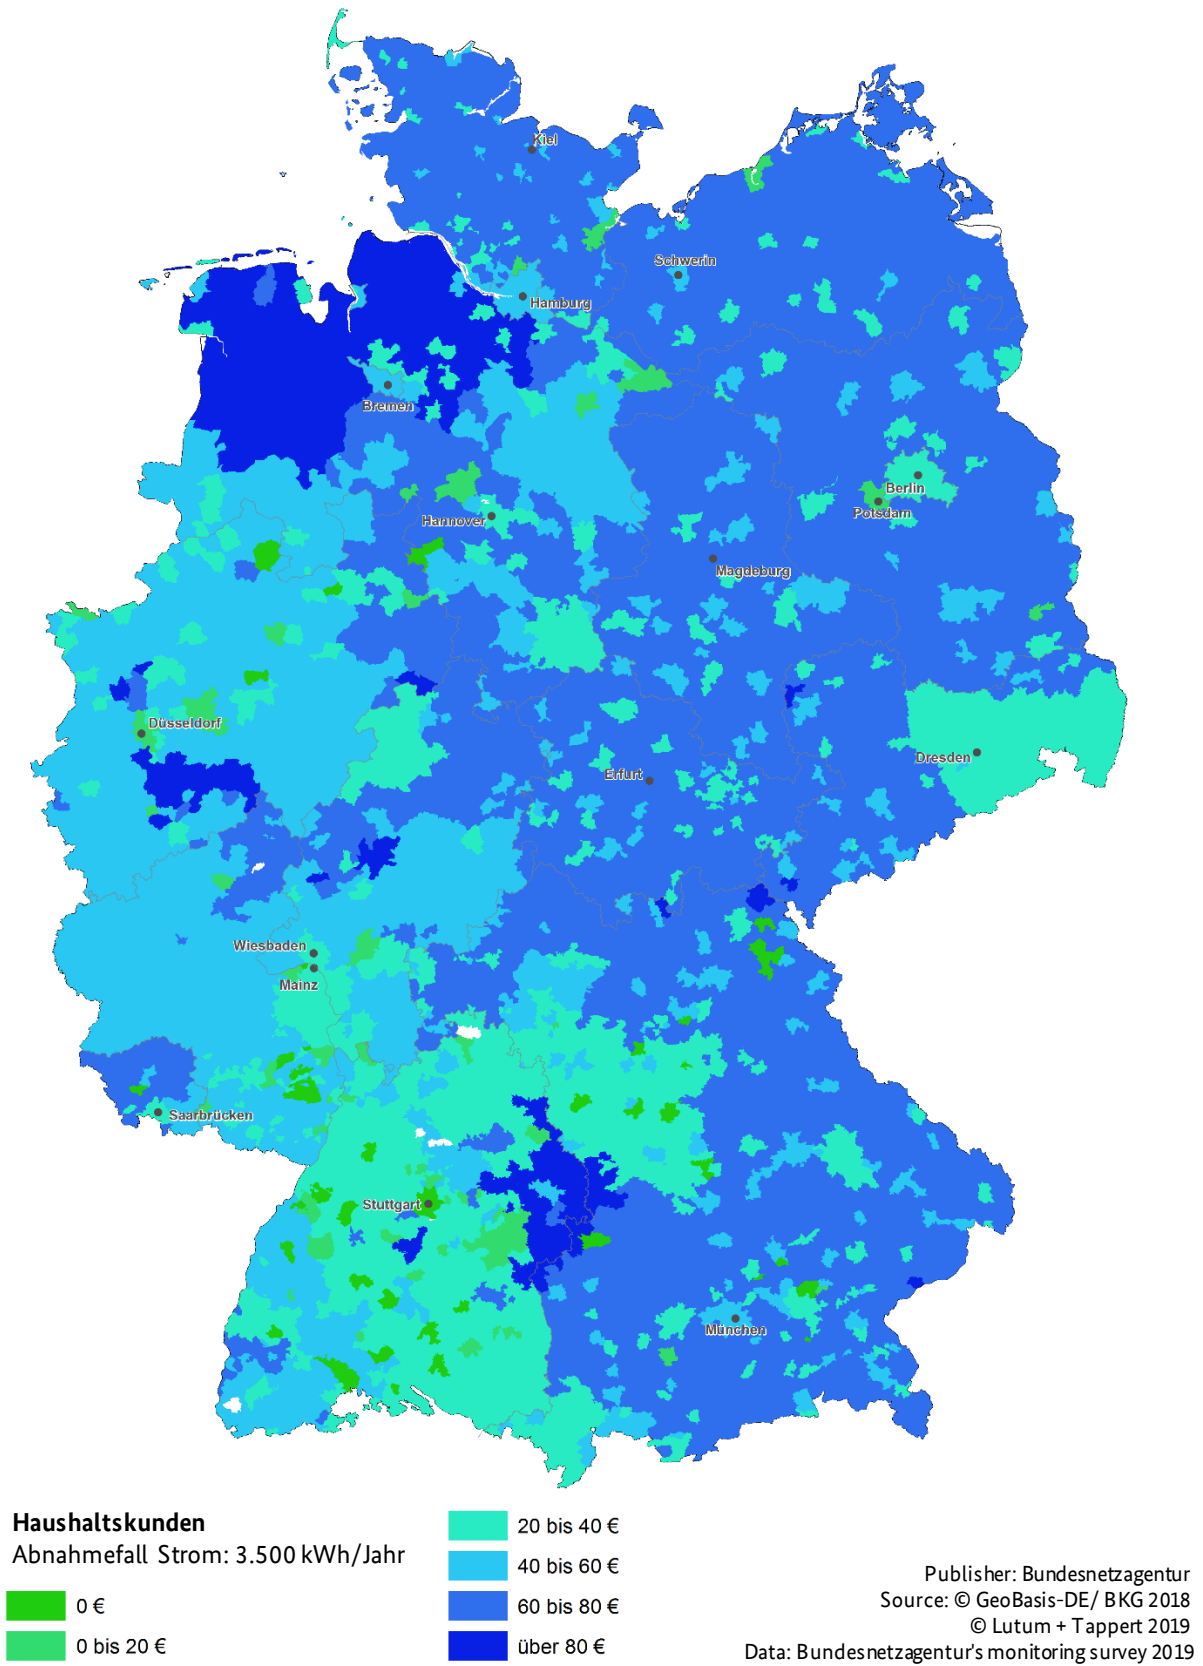 Kiel
Schwerin
Hamburg
Bremen
Berlin
Potsdam
Hannover
Magdeburg
Düsseldorf
Dresden
Erfurt
Wiesbaden
Mainz
Saarbrücken
Stuttgart
München
Haushaltskunden
Abnahmefall Strom: 3.500 kWh/Jahr
0 €
0 bis 20 €
20 bis 40 €
40 bis 60 €
60 bis 80 €
über 80 €
Publisher: Bundesnetzagentur
Source: © GeoBasis-DE/ BKG 2018
© Lutum + Tappert 2019
Data: Bundesnetzagentur's monitoring survey 2019